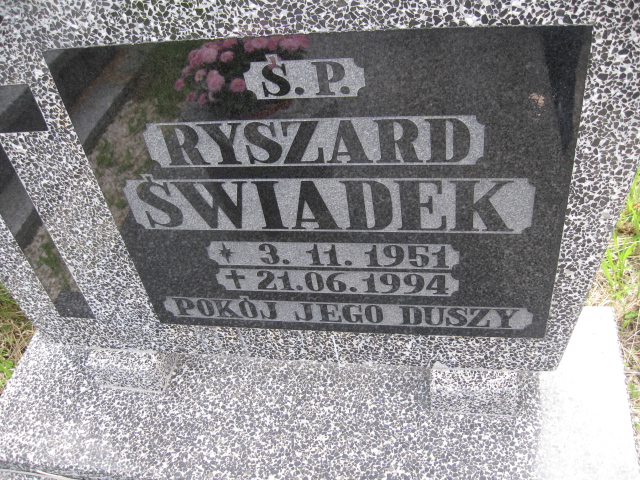 Ś.P.
RYSZARD
ŚWIADEK
* 3. 11. 1951
✝ 21.06.1994
POKÓJ JEGO DUSZY